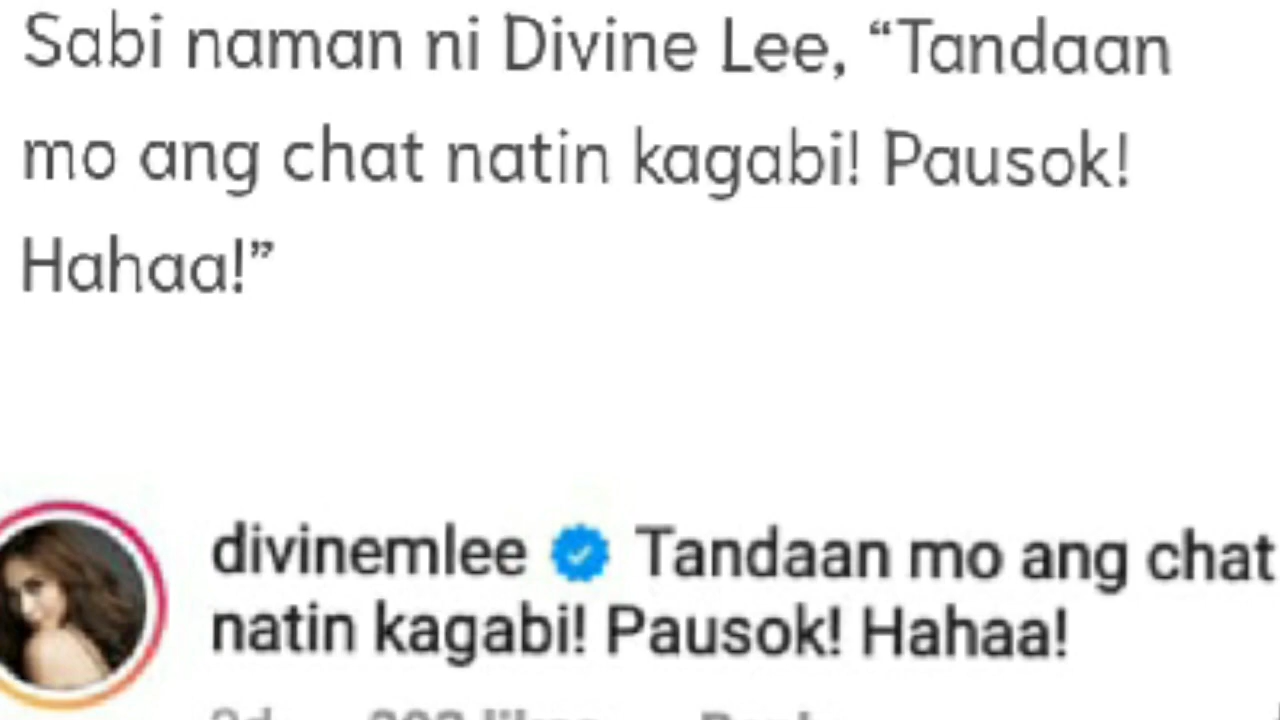 Sabi naman ni Divine Lee, “Tandaan
mo ang chat natin kagabi! Pausok!
Hahaa!”
divinemlee Tandaan mo ang chat
natin kagabi! Pausok! Hahaa!